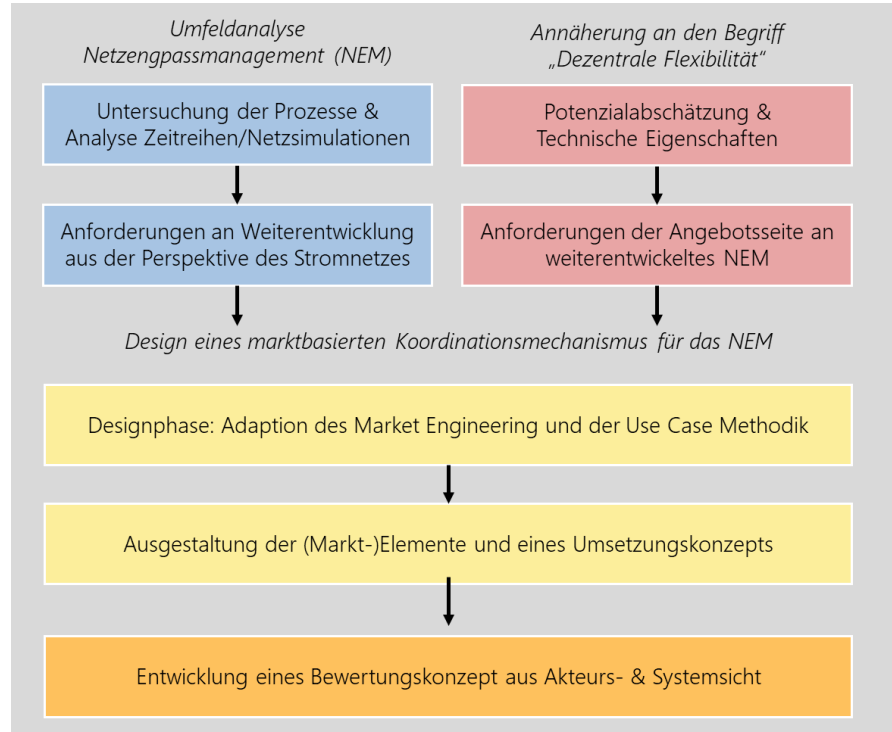 Umfeldanalyse
Netzengpassmanagement (NEM)
Untersuchung der Prozesse &
Analyse Zeitreihen/Netzsimulationen
Anforderungen an Weiterentwicklung
aus der Perspektive des Stromnetzes
Annäherung an den Begriff
„Dezentrale Flexibilität“
Potenzialabschätzung &
Technische Eigenschaften
Anforderungen der Angebotsseite an
weiterentwickeltes NEM
Design eines marktbasierten Koordinationsmechanismus für das NEM
Designphase: Adaption des Market Engineering und der Use Case Methodik
Ausgestaltung der (Markt-)Elemente und eines Umsetzungskonzepts
Entwicklung eines Bewertungskonzept aus Akteurs- & Systemsicht